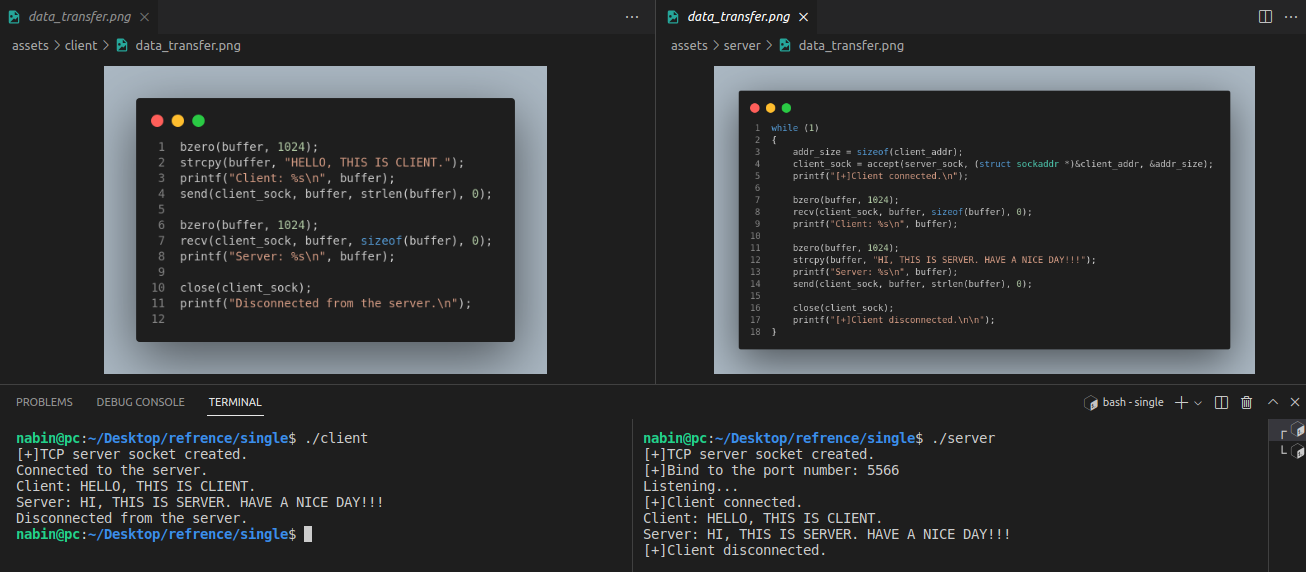 data_transfer.png
assets > client > data_transfer.png
1 bzero(buffer, 1024);
2 strcpy(buffer, "HELLO, THIS IS CLIENT.");
3 printf("Client: %s\n", buffer);
4 send(client_sock, buffer, strlen(buffer), 0);
5
6 bzero(buffer, 1024);
7 recv(client_sock, buffer, sizeof(buffer), 0);
8 printf("Server: %s\n", buffer);
9
10 close(client_sock);
11 printf("Disconnected from the server.\n");
12
data_transfer.png
assets > server > data_transfer.png
1 while (1)
2 {
3 addr_size = sizeof(client_addr);
4 client_sock = accept(server_sock, (struct sockaddr *)&client_addr, &addr_size);
5 printf("[+]Client connected.\n");
6
7 bzero(buffer, 1024);
8 recv(client_sock, buffer, sizeof(buffer), 0);
9 printf("Client: %s\n", buffer);
10
11 bzero(buffer, 1024);
12 strcpy(buffer, "HI, THIS IS SERVER. HAVE A NICE DAY!!!");
13 printf("Server: %s\n", buffer);
14 send(client_sock, buffer, strlen(buffer), 0);
15
16 close(client_sock);
17 printf("[+]Client disconnected.\n\n");
18 }
PROBLEMS DEBUG CONSOLE TERMINAL
bash - single
nabin@pc:~/Desktop/refrence/single$ ./client
[+]TCP server socket created.
Connected to the server.
Client: HELLO, THIS IS CLIENT.
Server: HI, THIS IS SERVER. HAVE A NICE DAY!!!
Disconnected from the server.
nabin@pc:~/Desktop/refrence/single$
nabin@pc:~/Desktop/refrence/single$ ./server
[+]TCP server socket created.
[+]Bind to the port number: 5566
Listening...
[+]Client connected.
Client: HELLO, THIS IS CLIENT.
Server: HI, THIS IS SERVER. HAVE A NICE DAY!!!
[+]Client disconnected.